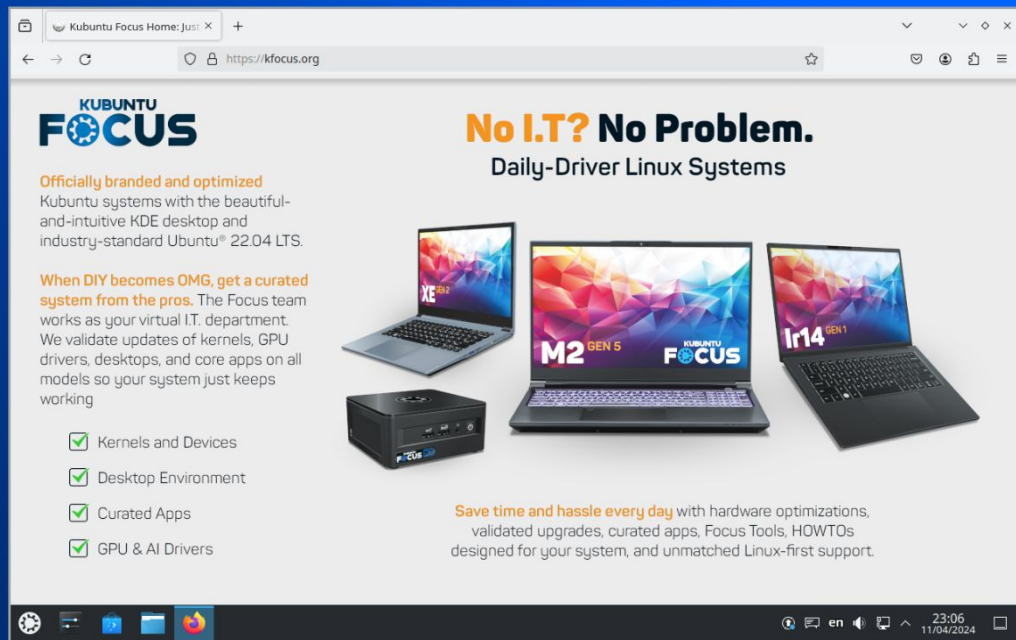 Kubuntu Focus Home: Just
https://kfocus.org
KUBUNTU
FOCUS
Officially branded and optimized
Kubuntu systems with the beautiful-
and-intuitive KDE desktop and
industry-standard Ubuntu® 22.04 LTS.
When DIY becomes OMG, get a curated
system from the pros. The Focus team
works as your virtual I.T. department.
We validate updates of kernels, GPU
drivers, desktops, and core apps on all
models so your system just keeps
working
Kernels and Devices
Desktop Environment
Curated Apps
GPU & AI Drivers
No I.T? No Problem.
Daily-Driver Linux Systems
XE GEN 2
M2 GEN 5
KUBUNTU
FOCUS
Ir14 GEN 1
FOCUS
Save time and hassle every day with hardware optimizations,
validated upgrades, curated apps, Focus Tools, HOWTOs
designed for your system, and unmatched Linux-first support.
en
23:06
11/04/2024